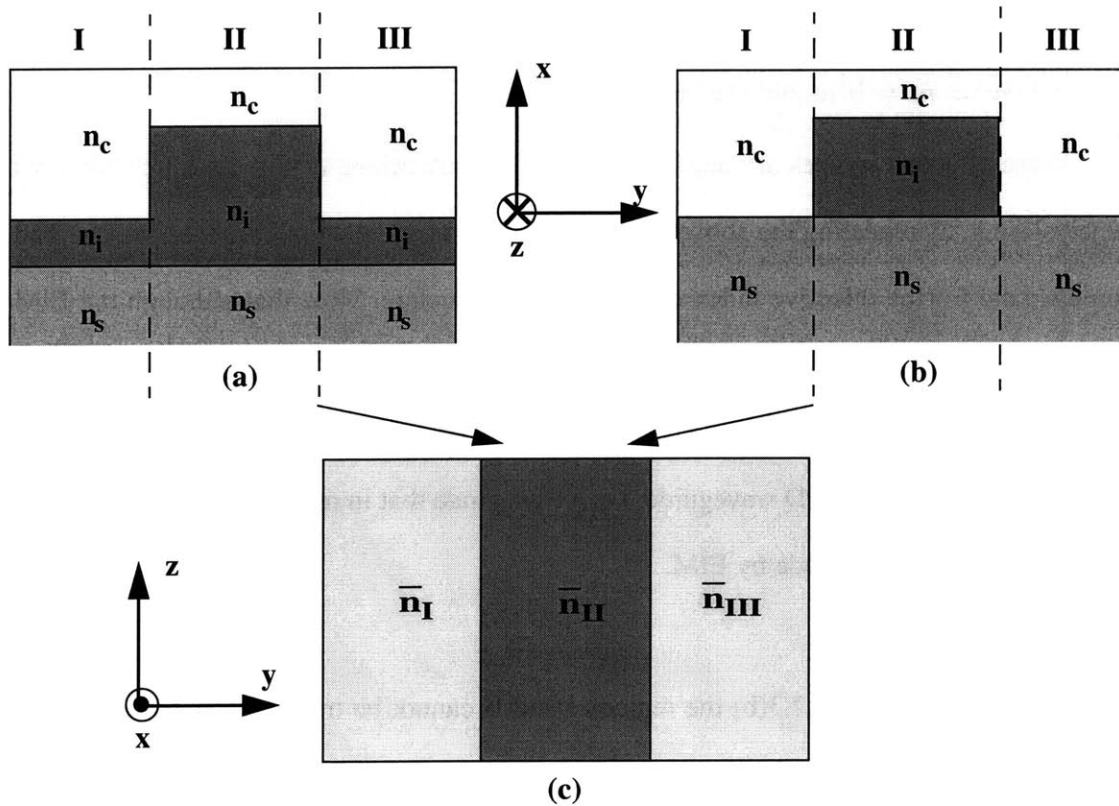 I II III
n_c
n_c n_c
n_i n_i n_i
n_s n_s n_s
(a)
x
y
z
I II III
n_c
n_c n_c
n_i
n_s n_s n_s
(b)
z
y
x
n̄_I n̄_II n̄_III
(c)